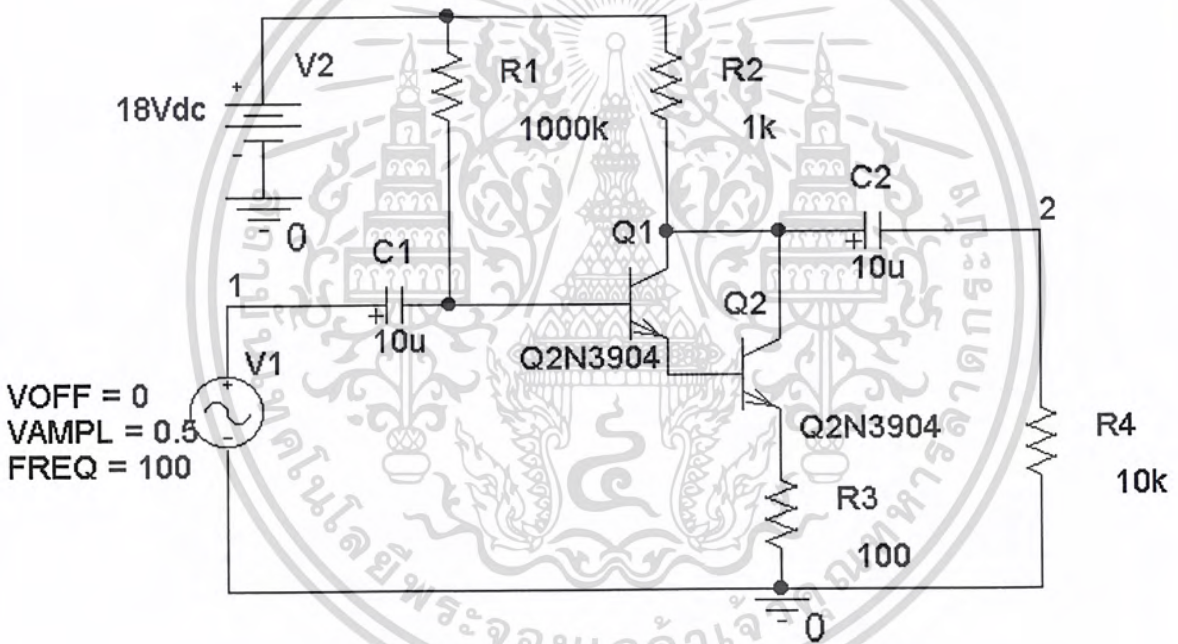 V2
R1
R2
18Vdc
1000k
1k
C2
2
0
C1
Q1
10u
1
10u
Q2
Q2N3904
V1
VOFF = 0
VAMPL = 0.5
FREQ = 100
Q2N3904
R4
10k
R3
100
0